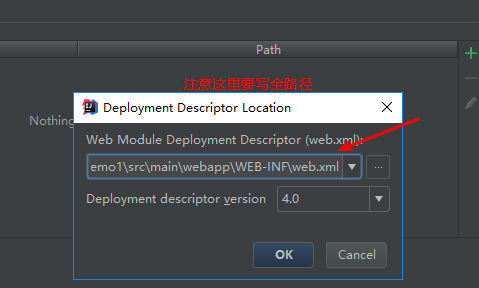 Path
注意这里要写全路径
Nothing
Deployment Descriptor Location
Web Module Deployment Descriptor (web.xml):
emo1\src\main\webapp\WEB-INF\web.xml
...
Deployment descriptor version 4.0
OK Cancel